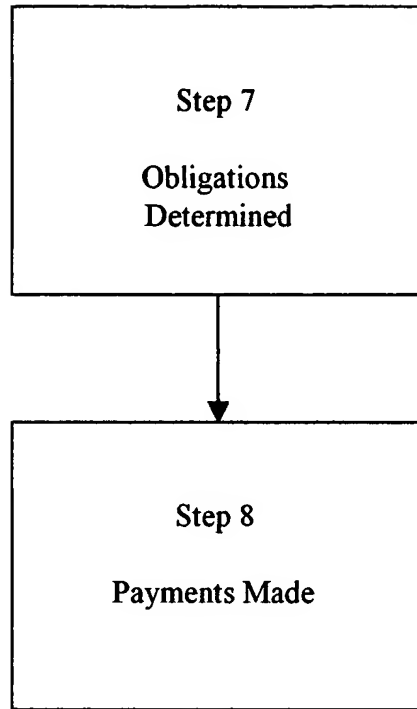 Step 7
Obligations
Determined
Step 8
Payments Made